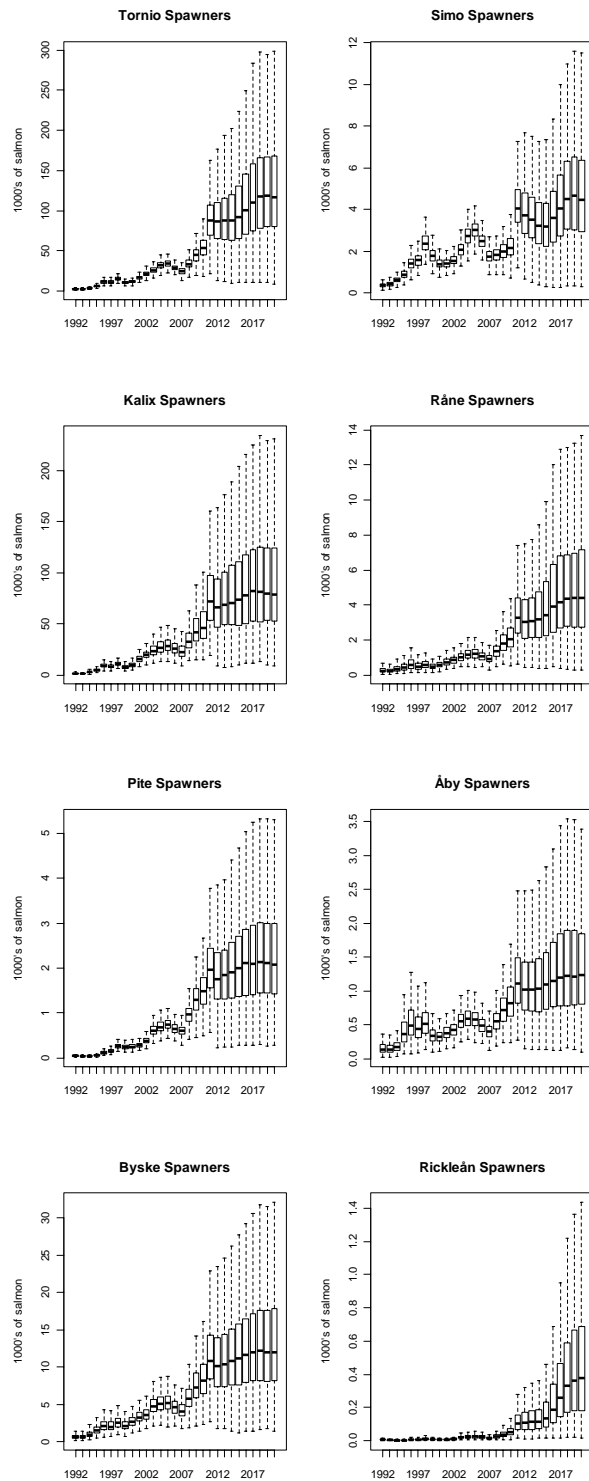 Tornio Spawners
1000's of salmon
300
250
200
150
100
50
0
1992 1997 2002 2007 2012 2017
Simo Spawners
1000's of salmon
12
10
8
6
4
2
0
1992 1997 2002 2007 2012 2017
Kalix Spawners
1000's of salmon
200
150
100
50
0
1992 1997 2002 2007 2012 2017
Råne Spawners
1000's of salmon
14
12
10
8
6
4
2
0
1992 1997 2002 2007 2012 2017
Pite Spawners
1000's of salmon
5
4
3
2
1
0
1992 1997 2002 2007 2012 2017
Åby Spawners
1000's of salmon
3.5
3.0
2.5
2.0
1.5
1.0
0.5
0.0
1992 1997 2002 2007 2012 2017
Byske Spawners
1000's of salmon
30
25
20
15
10
5
0
1992 1997 2002 2007 2012 2017
Rickleån Spawners
1000's of salmon
1.4
1.2
1.0
0.8
0.6
0.4
0.2
0.0
1992 1997 2002 2007 2012 2017